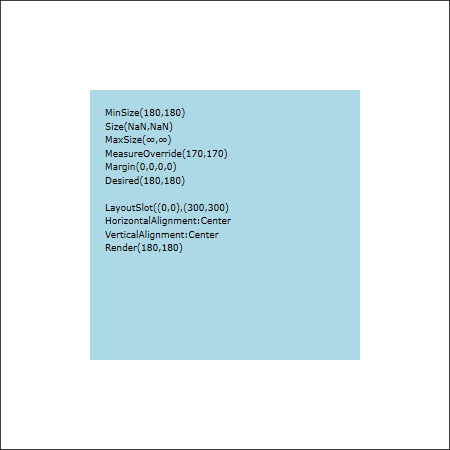 MinSize(180,180)
Size(NaN,NaN)
MaxSize(∞,∞)
MeasureOverride(170,170)
Margin(0,0,0,0)
Desired(180,180)
LayoutSlot((0,0),(300,300)
HorizontalAlignment:Center
VerticalAlignment:Center
Render(180,180)